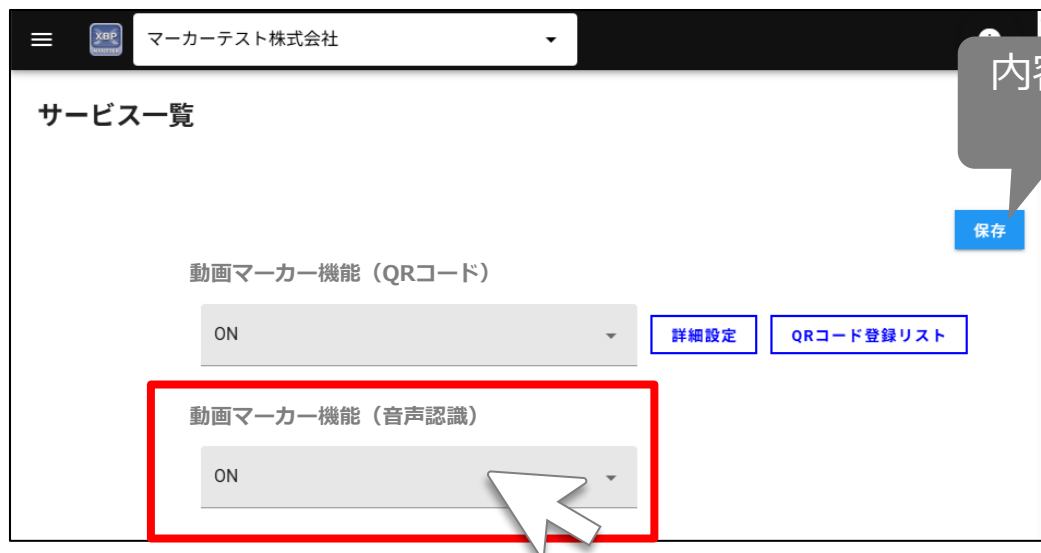 XBP
マーカーテスト株式会社
内
サービス一覧
保存
動画マーカー機能（QRコード）
ON
詳細設定
QRコード登録リスト
動画マーカー機能（音声認識）
ON